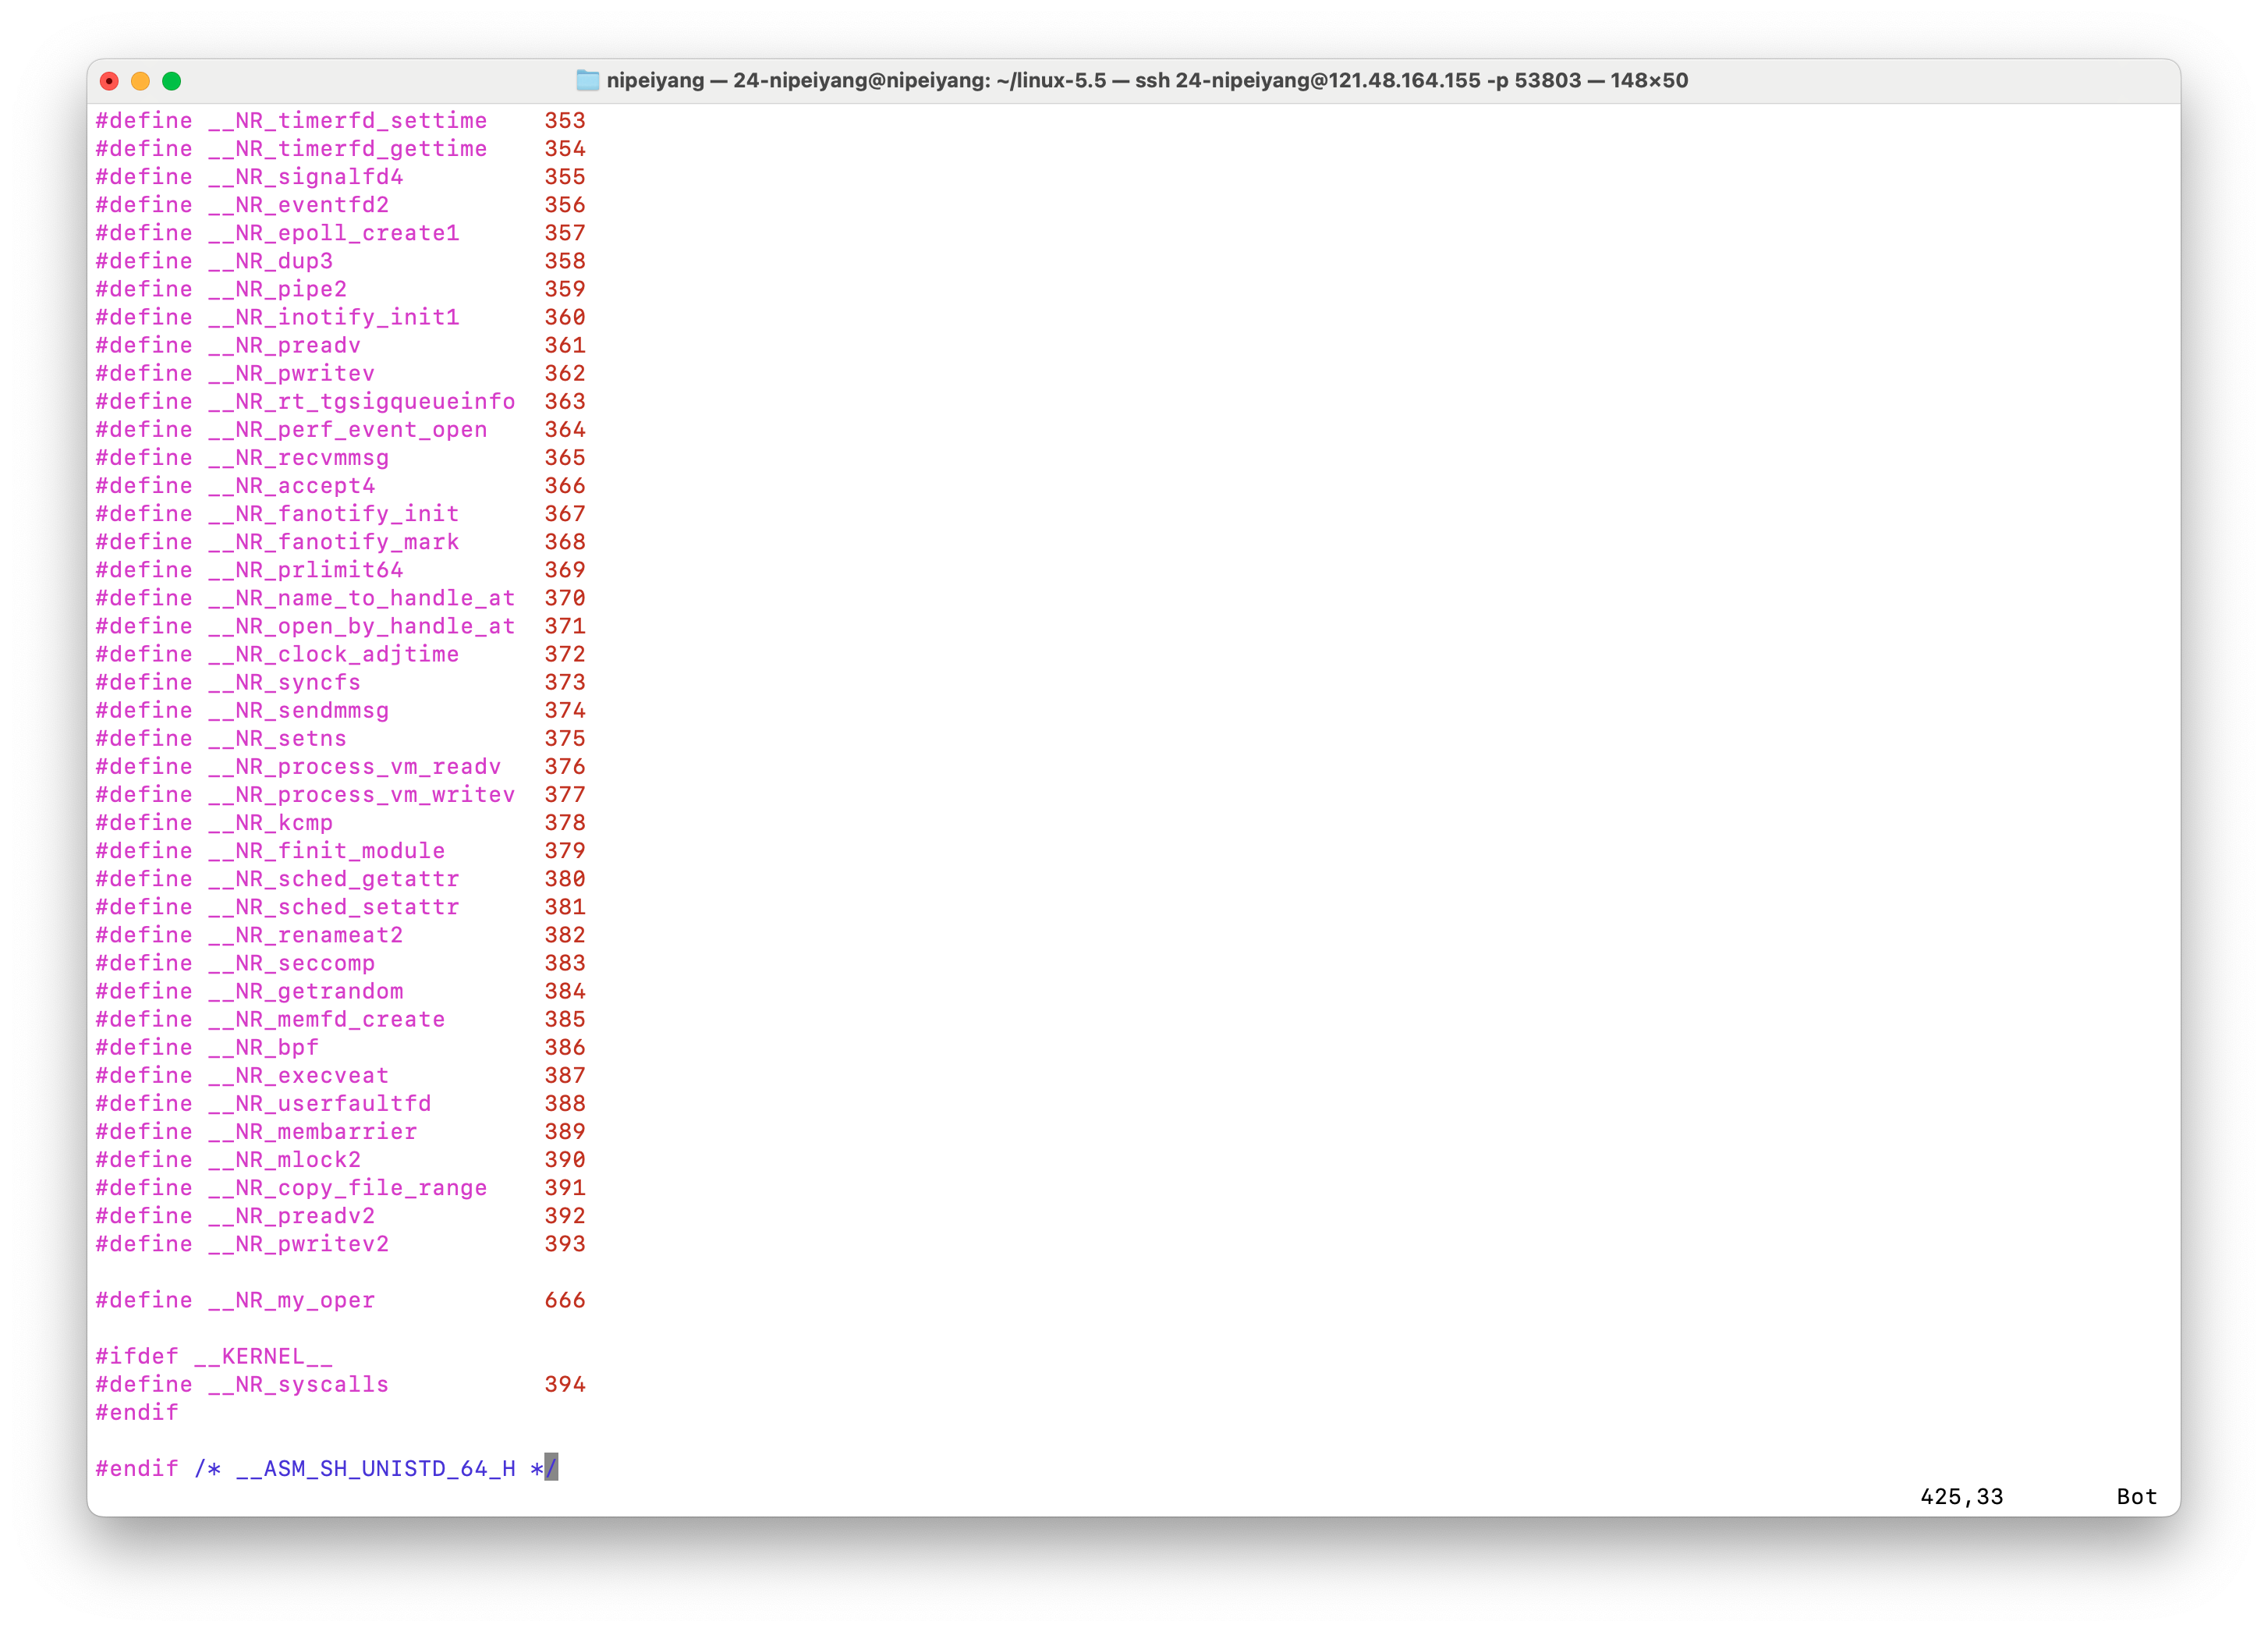 nipeiyang — 24-nipeiyang@nipeiyang: ~/linux-5.5 — ssh 24-nipeiyang@121.48.164.155 -p 53803 — 148×50
#define __NR_timerfd_settime 353
#define __NR_timerfd_gettime 354
#define __NR_signalfd4 355
#define __NR_eventfd2 356
#define __NR_epoll_create1 357
#define __NR_dup3 358
#define __NR_pipe2 359
#define __NR_inotify_init1 360
#define __NR_preadv 361
#define __NR_pwritev 362
#define __NR_rt_tgsigqueueinfo 363
#define __NR_perf_event_open 364
#define __NR_recvmmsg 365
#define __NR_accept4 366
#define __NR_fanotify_init 367
#define __NR_fanotify_mark 368
#define __NR_prlimit64 369
#define __NR_name_to_handle_at 370
#define __NR_open_by_handle_at 371
#define __NR_clock_adjtime 372
#define __NR_syncfs 373
#define __NR_sendmmsg 374
#define __NR_setns 375
#define __NR_process_vm_readv 376
#define __NR_process_vm_writev 377
#define __NR_kcmp 378
#define __NR_finit_module 379
#define __NR_sched_getattr 380
#define __NR_sched_setattr 381
#define __NR_renameat2 382
#define __NR_seccomp 383
#define __NR_getrandom 384
#define __NR_memfd_create 385
#define __NR_bpf 386
#define __NR_execveat 387
#define __NR_userfaultfd 388
#define __NR_membarrier 389
#define __NR_mlock2 390
#define __NR_copy_file_range 391
#define __NR_preadv2 392
#define __NR_pwritev2 393
#define __NR_my_oper 666
#ifdef __KERNEL__
#define __NR_syscalls 394
#endif
#endif /* __ASM_SH_UNISTD_64_H */
425,33 Bot